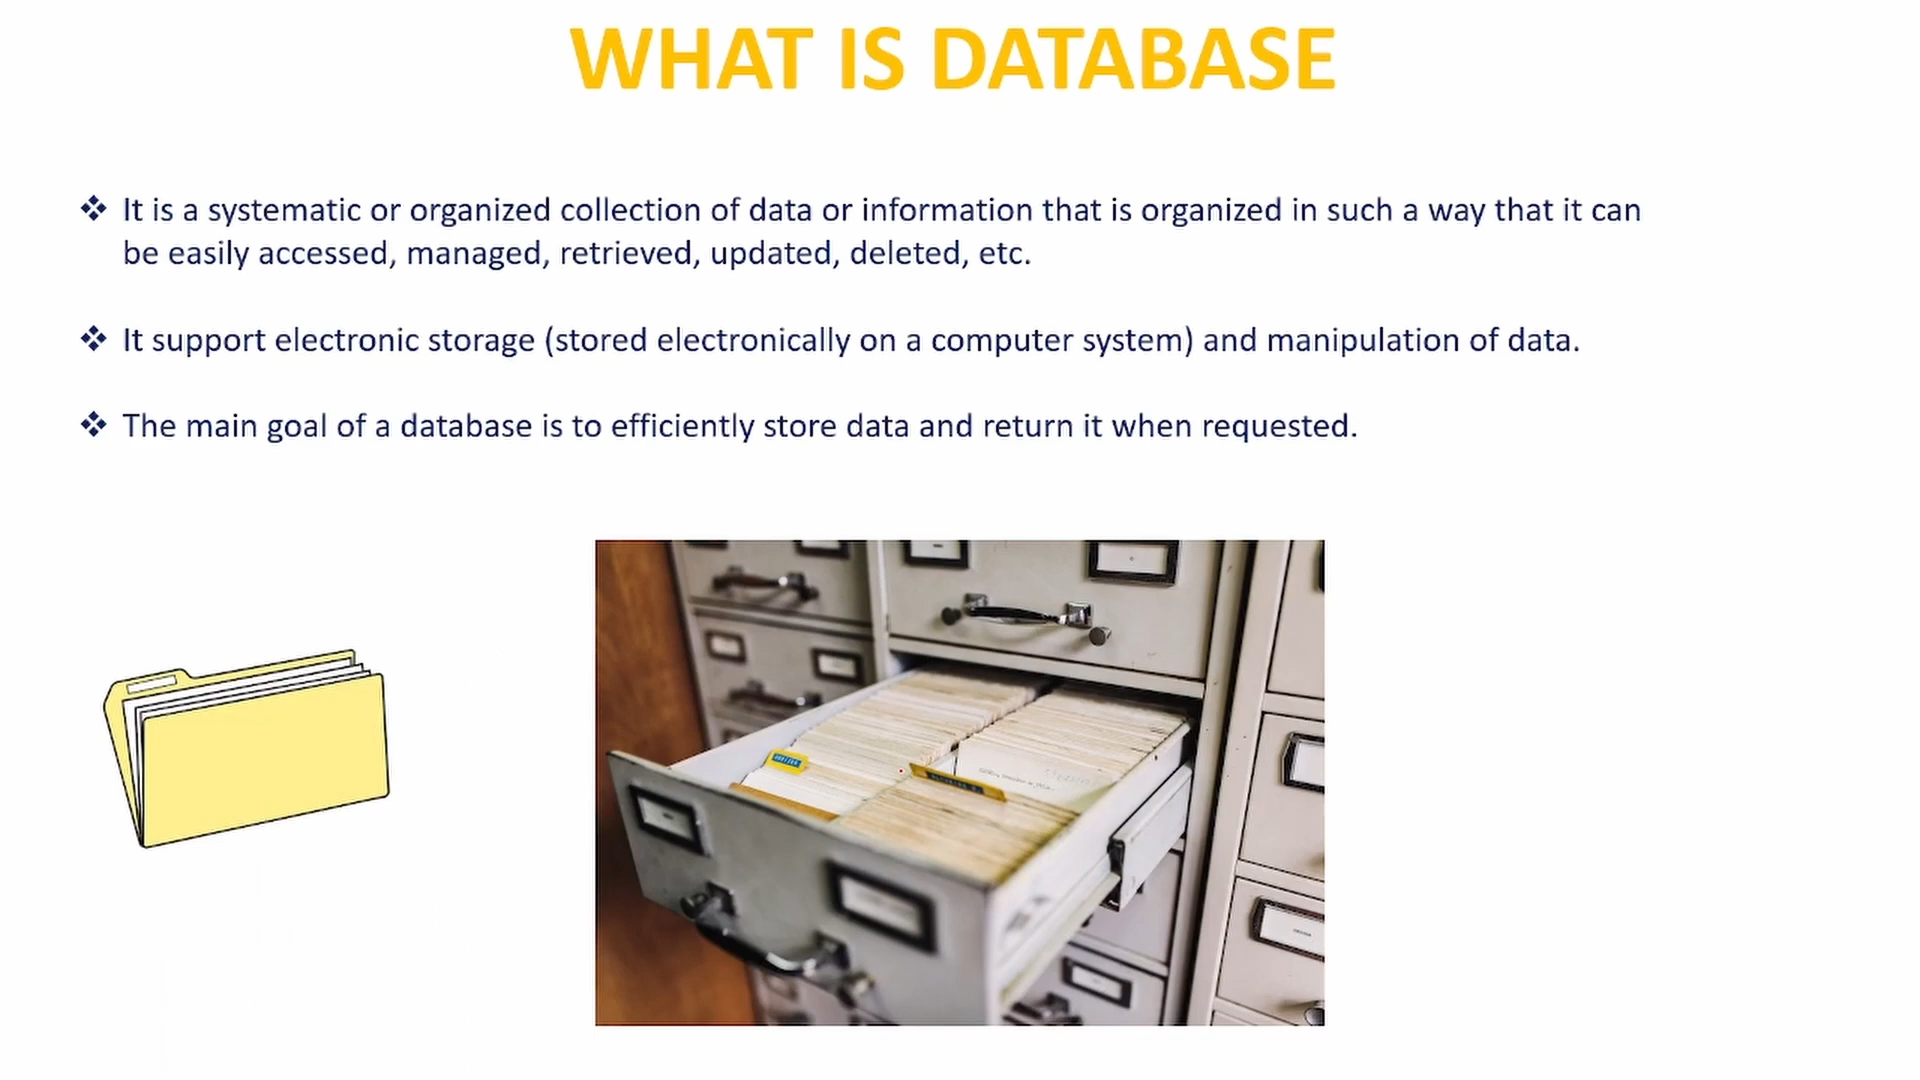 WHAT IS DATABASE
❖ It is a systematic or organized collection of data or information that is organized in such a way that it can
be easily accessed, managed, retrieved, updated, deleted, etc.
❖ It support electronic storage (stored electronically on a computer system) and manipulation of data.
❖ The main goal of a database is to efficiently store data and return it when requested.